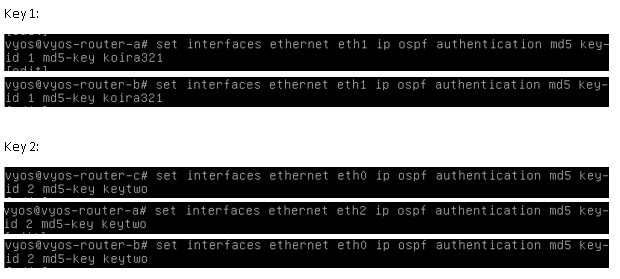 Key 1:
[edit]
vyos@vyos-router-a# set interfaces ethernet eth1 ip ospf authentication md5 key-
id 1 md5-key koira321
[edit]
vyos@vyos-router-b# set interfaces ethernet eth1 ip ospf authentication md5 key-
id 1 md5-key koira321
Key 2:
vyos@vyos-router-c# set interfaces ethernet eth0 ip ospf authentication md5 key-
id 2 md5-key keytwo
vyos@vyos-router-a# set interfaces ethernet eth2 ip ospf authentication md5 key-
id 2 md5-key keytwo
vyos@vyos-router-b# set interfaces ethernet eth0 ip ospf authentication md5 key-
id 2 md5-key keytwo